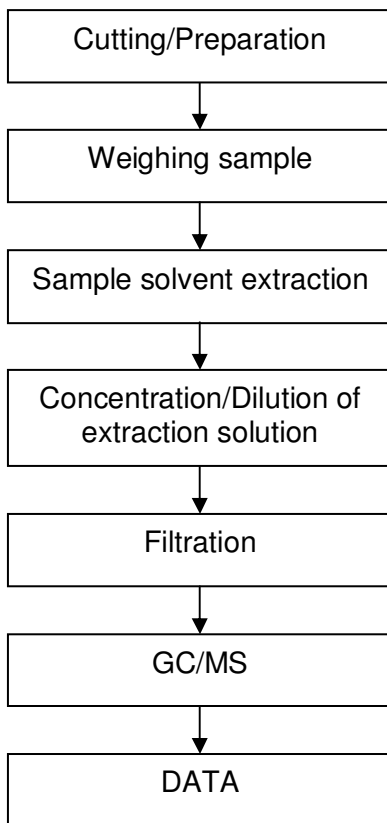 Cutting/Preparation
Weighing sample
Sample solvent extraction
Concentration/Dilution of
extraction solution
Filtration
GC/MS
DATA